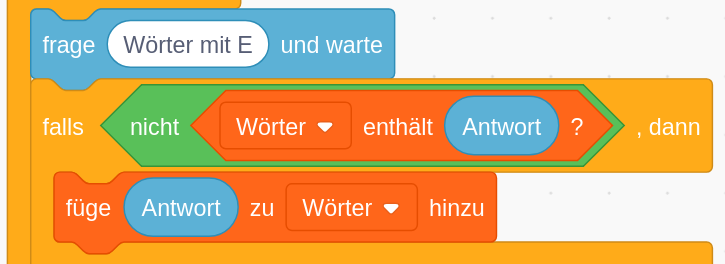 frage Wörter mit E und warte
falls nicht Wörter enthält Antwort ? , dann
füge Antwort zu Wörter hinzu